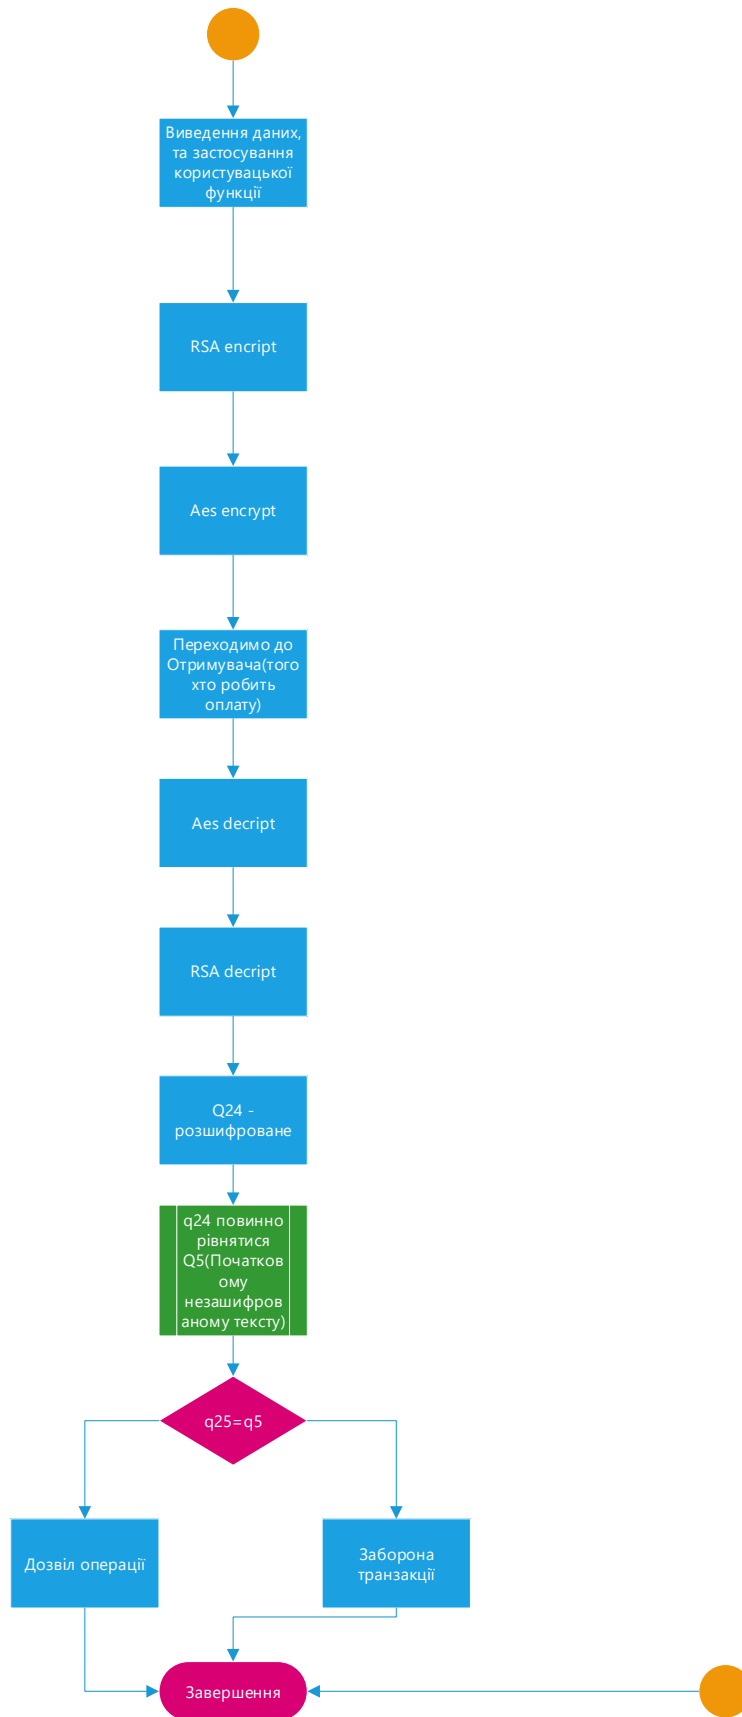 Виведення даних,
та застосування
користувацької
функції
RSA encript
Aes encrypt
Переходимо до
Отримувача(того
хто робить
оплату)
Aes decript
RSA decript
Q24 -
розшифроване
q24 повинно
рівнятися
Q5(Початков
ому
незашифров
аному тексту)
q25=q5
Дозвіл операції
Заборона
транзакції
Завершення